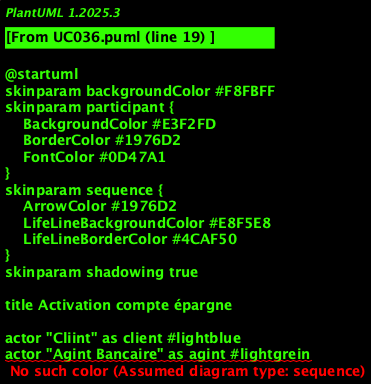 PlantUML 1.2025.3
[From UC036.puml (line 19) ]
@startuml
skinparam backgroundColor #F8FBFF
skinparam participant {
BackgroundColor #E3F2FD
BorderColor #1976D2
FontColor #0D47A1
}
skinparam sequence {
ArrowColor #1976D2
LifeLineBackgroundColor #E8F5E8
LifeLineBorderColor #4CAF50
}
skinparam shadowing true
title Activation compte épargne
actor "Cliint" as client #lightblue
actor "Agint Bancaire" as agint #lightgrein
No such color (Assumed diagram type: sequence)